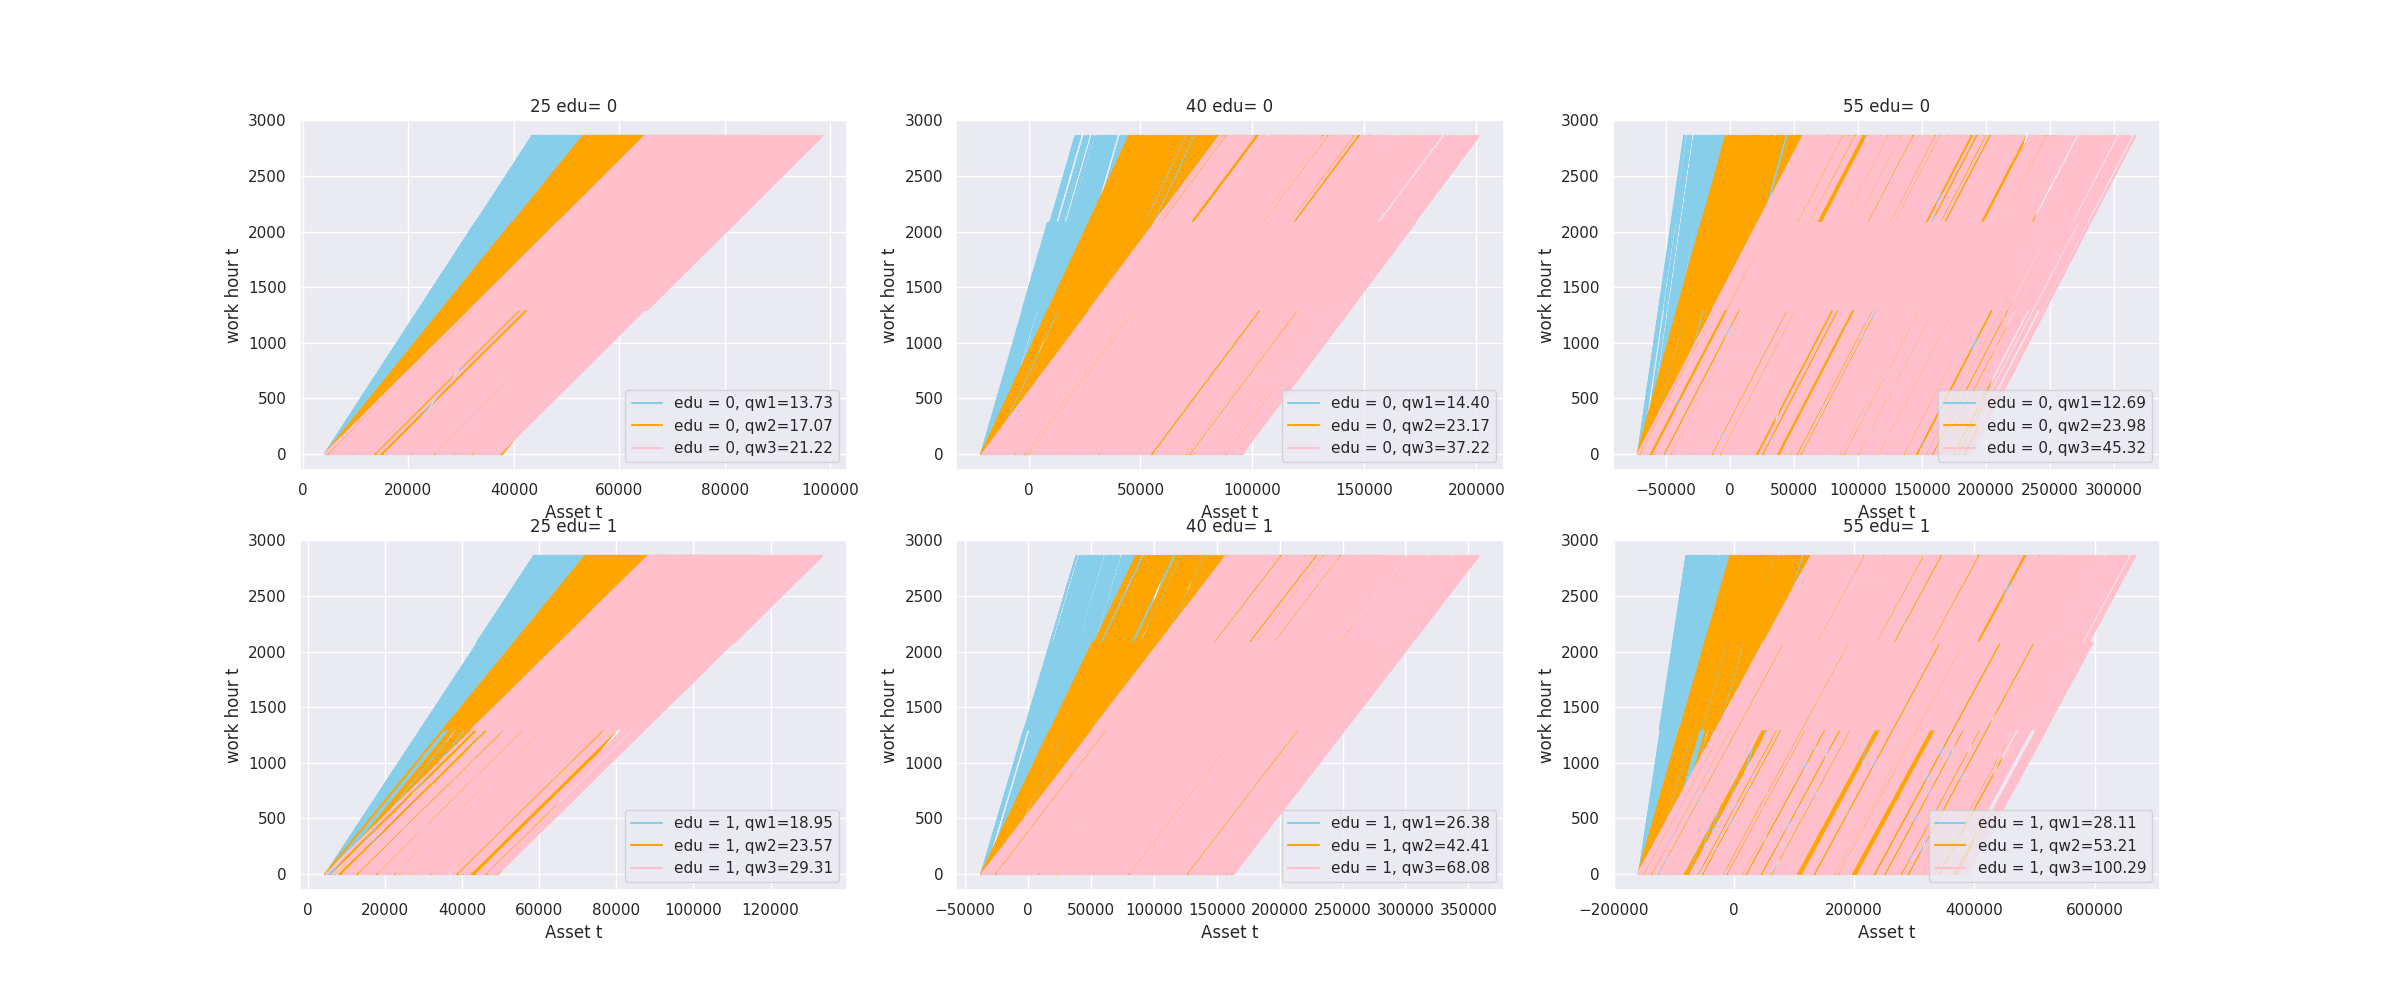 25 edu= 0
3000
2500
2000
1500
1000
500
0
work hour t
edu = 0, qw1=13.73
edu = 0, qw2=17.07
edu = 0, qw3=21.22
0 20000 40000 60000 80000 100000
Asset t
40 edu= 0
3000
2500
2000
1500
1000
500
0
work hour t
edu = 0, qw1=14.40
edu = 0, qw2=23.17
edu = 0, qw3=37.22
0 50000 100000 150000 200000
Asset t
55 edu= 0
3000
2500
2000
1500
1000
500
0
work hour t
edu = 0, qw1=12.69
edu = 0, qw2=23.98
edu = 0, qw3=45.32
−50000 0 50000 100000 150000 200000 250000 300000
Asset t
25 edu= 1
3000
2500
2000
1500
1000
500
0
work hour t
edu = 1, qw1=18.95
edu = 1, qw2=23.57
edu = 1, qw3=29.31
0 20000 40000 60000 80000 100000 120000
Asset t
40 edu= 1
3000
2500
2000
1500
1000
500
0
work hour t
edu = 1, qw1=26.38
edu = 1, qw2=42.41
edu = 1, qw3=68.08
−50000 0 50000 100000 150000 200000 250000 300000 350000
Asset t
55 edu= 1
3000
2500
2000
1500
1000
500
0
work hour t
edu = 1, qw1=28.11
edu = 1, qw2=53.21
edu = 1, qw3=100.29
−200000 0 200000 400000 600000
Asset t